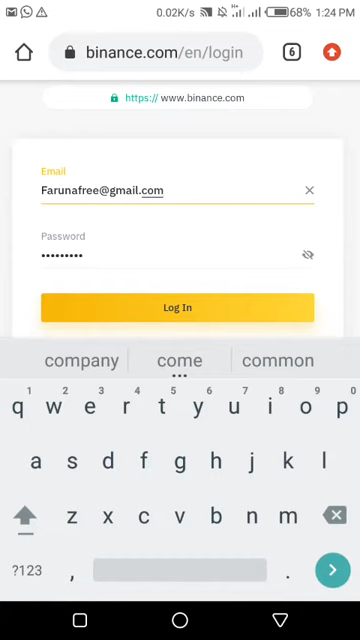 0.02K/s 68% 1:24 PM
binance.com/en/login 6
https:// www.binance.com
Email
Farunafree@gmail.com
Password
•••••••••
Log In
company come common
1 2 3 4 5 6 7 8 9 0
q w e r t y u i o p
a s d f g h j k l
z x c v b n m
?123 , .